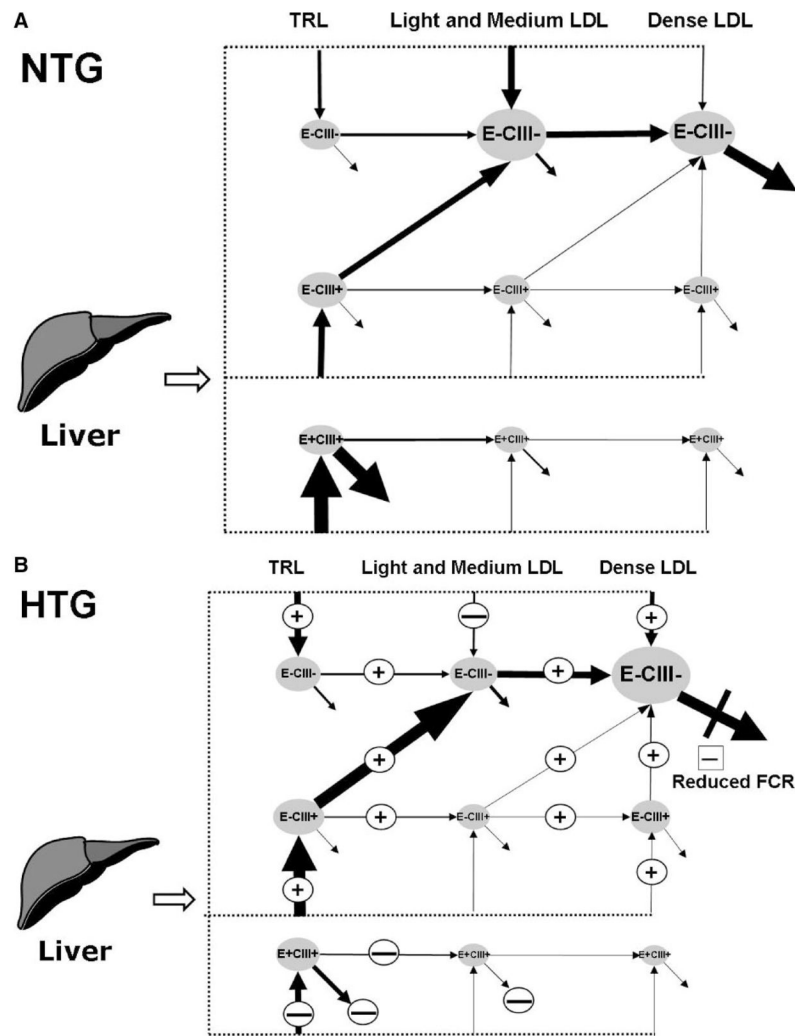 A
NTG
TRL Light and Medium LDL Dense LDL
E-CIII- E-CIII- E-CIII-
E-CIII+ E-CIII+ E-CIII+
Liver
E+CIII+ E+CIII+ E+CIII+
B
HTG
TRL Light and Medium LDL Dense LDL
+ − +
E-CIII- + E-CIII- + E-CIII-
+ + + −
Reduced FCR
E-CIII+ + E-CIII+ + E-CIII+
+ +
Liver
E+CIII+ − E+CIII+ E+CIII+
− − −